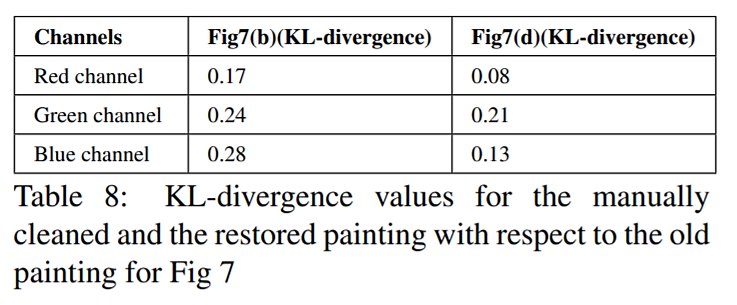 Channels Fig7(b)(KL-divergence) Fig7(d)(KL-divergence)
Red channel 0.17 0.08
Green channel 0.24 0.21
Blue channel 0.28 0.13
Table 8: KL-divergence values for the manually
cleaned and the restored painting with respect to the old
painting for Fig 7